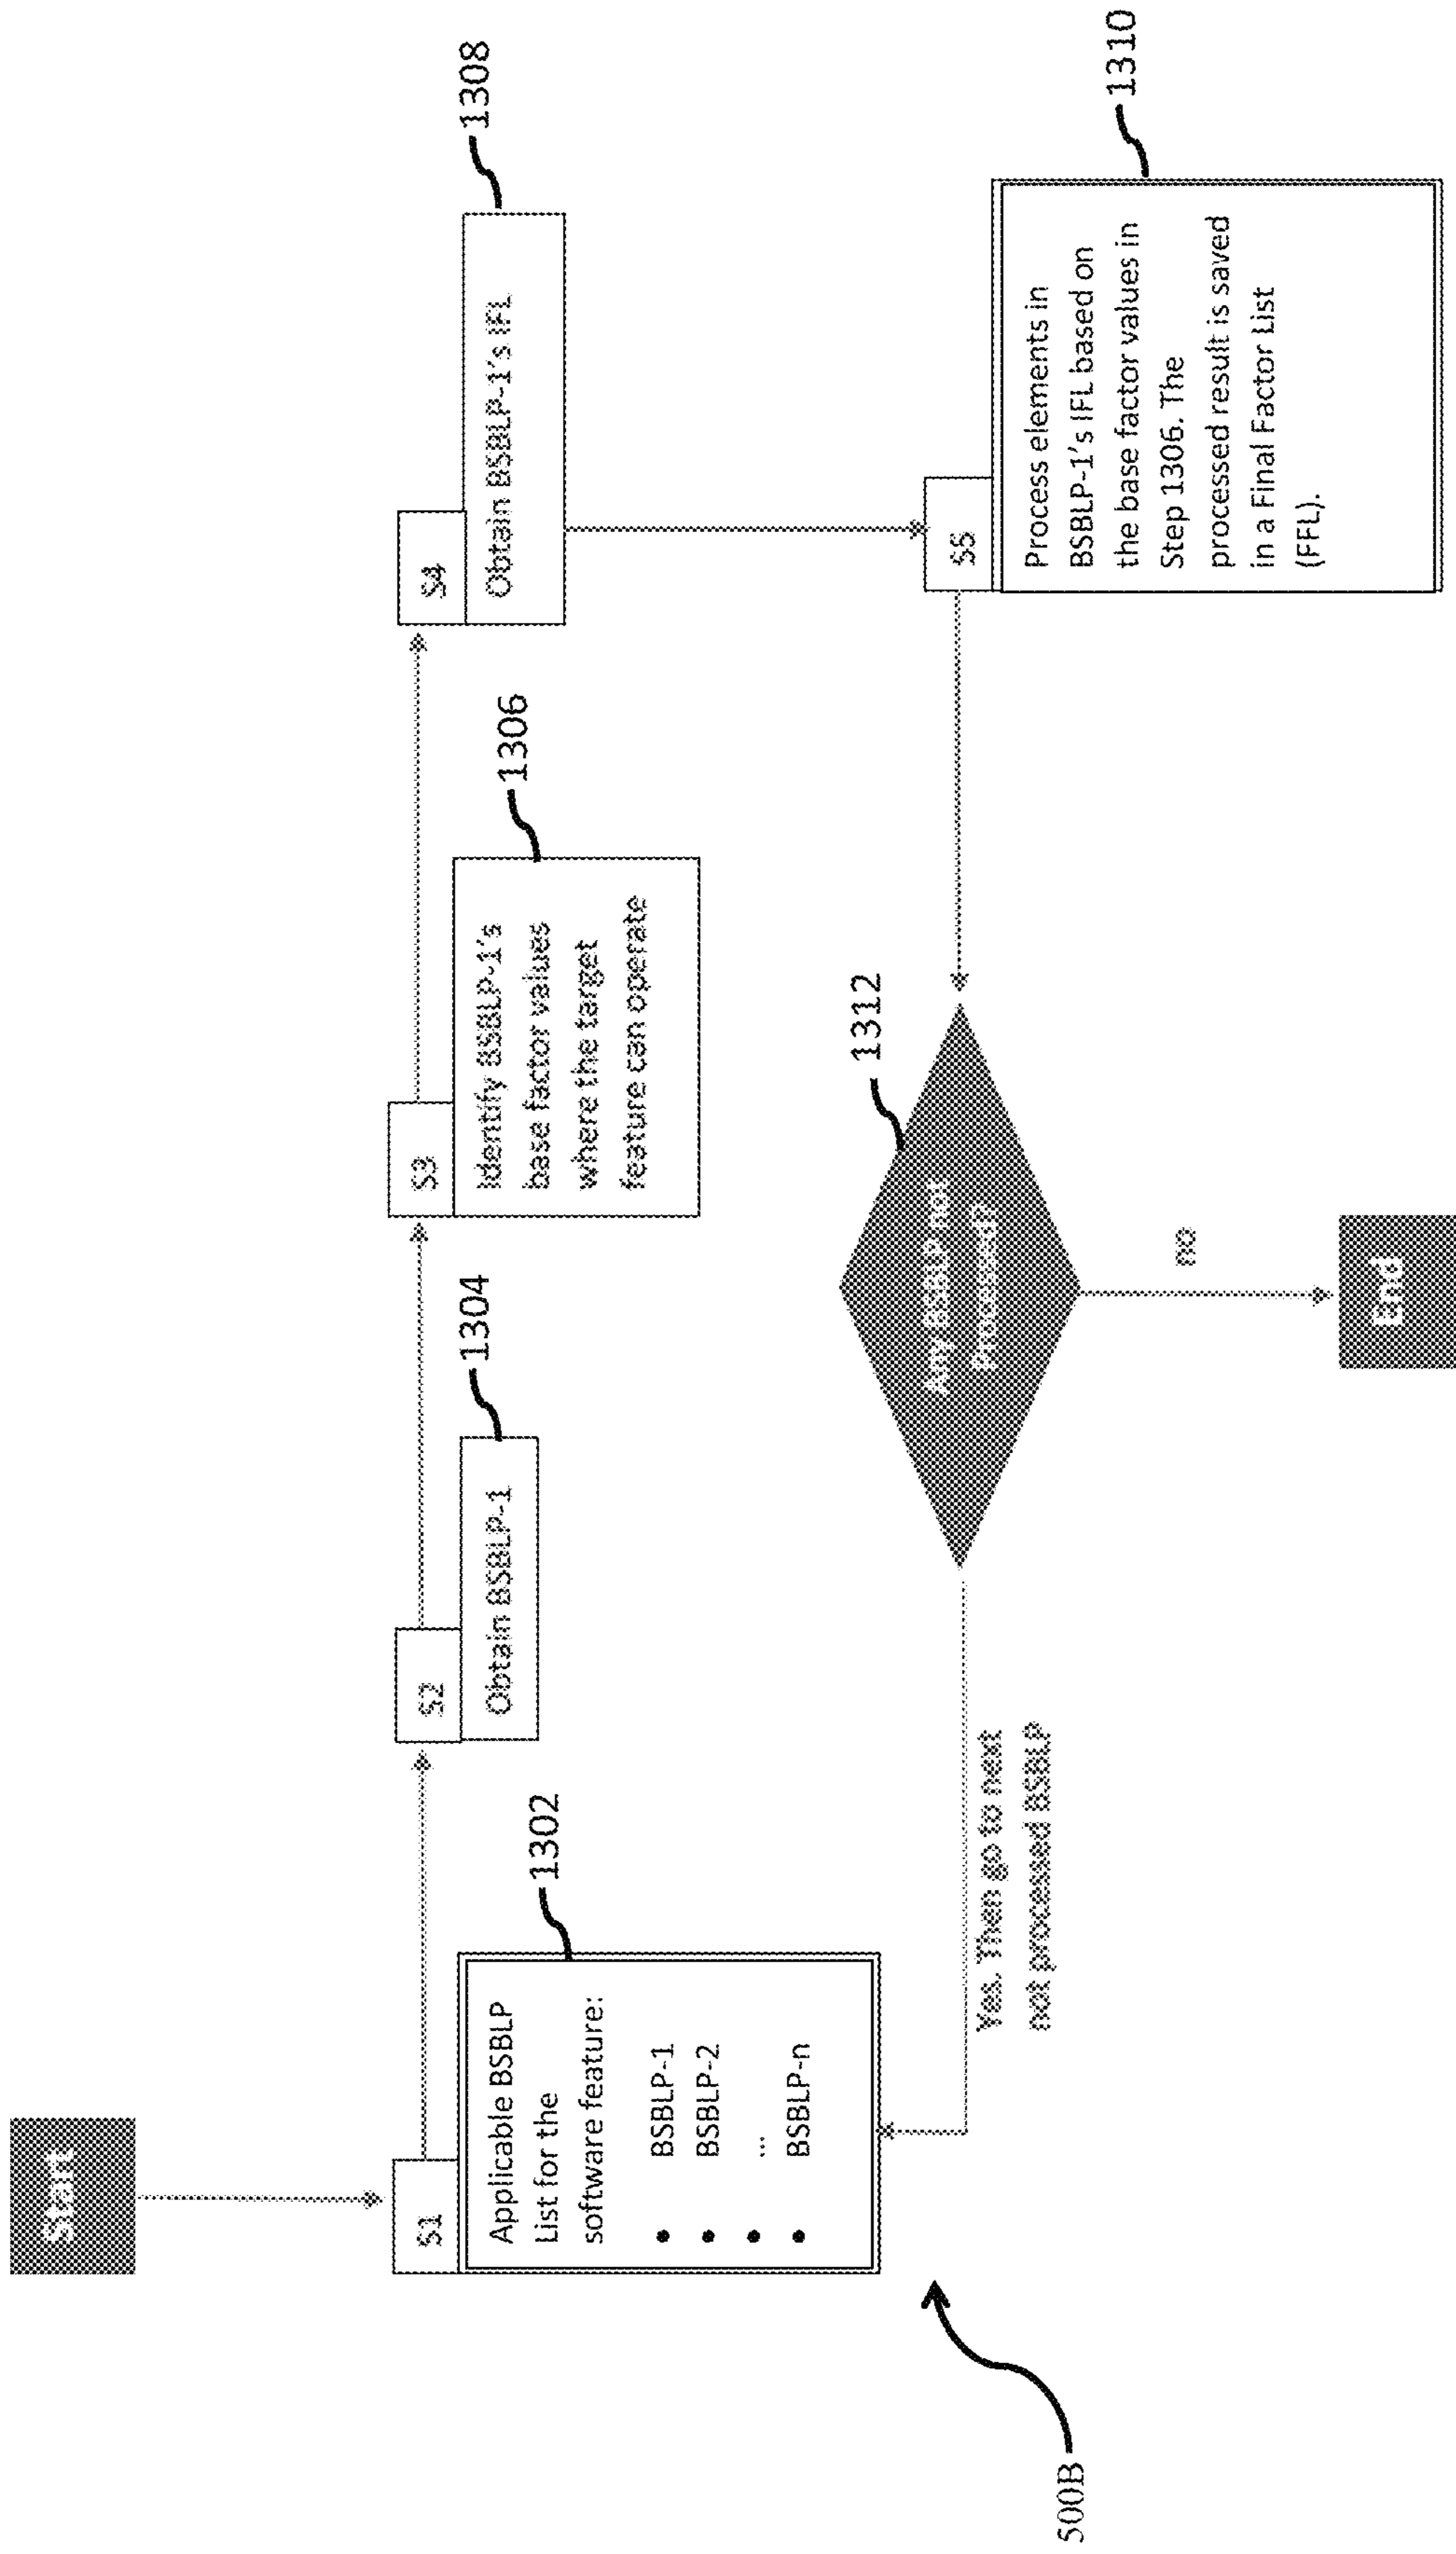 Start
S1
Applicable BSBLP
List for the
software feature:
• BSBLP-1
• BSBLP-2
• ...
• BSBLP-n
1302
S2
Obtain BSBLP-1
1304
S3
Identify BSBLP-1's
base factor values
where the target
feature can operate
1306
S4
Obtain BSBLP-1's IFL
1308
S5
Process elements in
BSBLP-1's IFL based on
the base factor values in
Step 1306. The
processed result is saved
in a Final Factor List
(FFL).
1310
Any BSBLP not
Processed?
1312
Yes. Then go to next
not processed BSBLP
no
End
500B